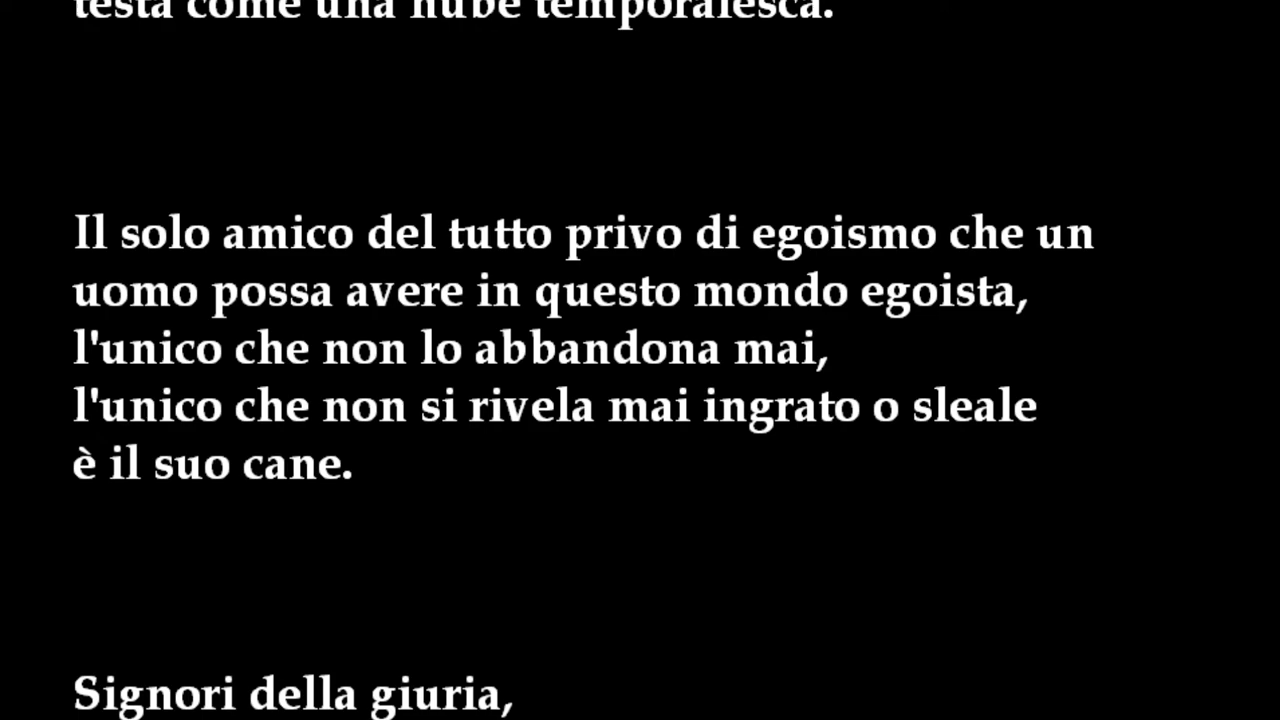 testa come una nube temporalesca.
Il solo amico del tutto privo di egoismo che un
uomo possa avere in questo mondo egoista,
l'unico che non lo abbandona mai,
l'unico che non si rivela mai ingrato o sleale
è il suo cane.
Signori della giuria,